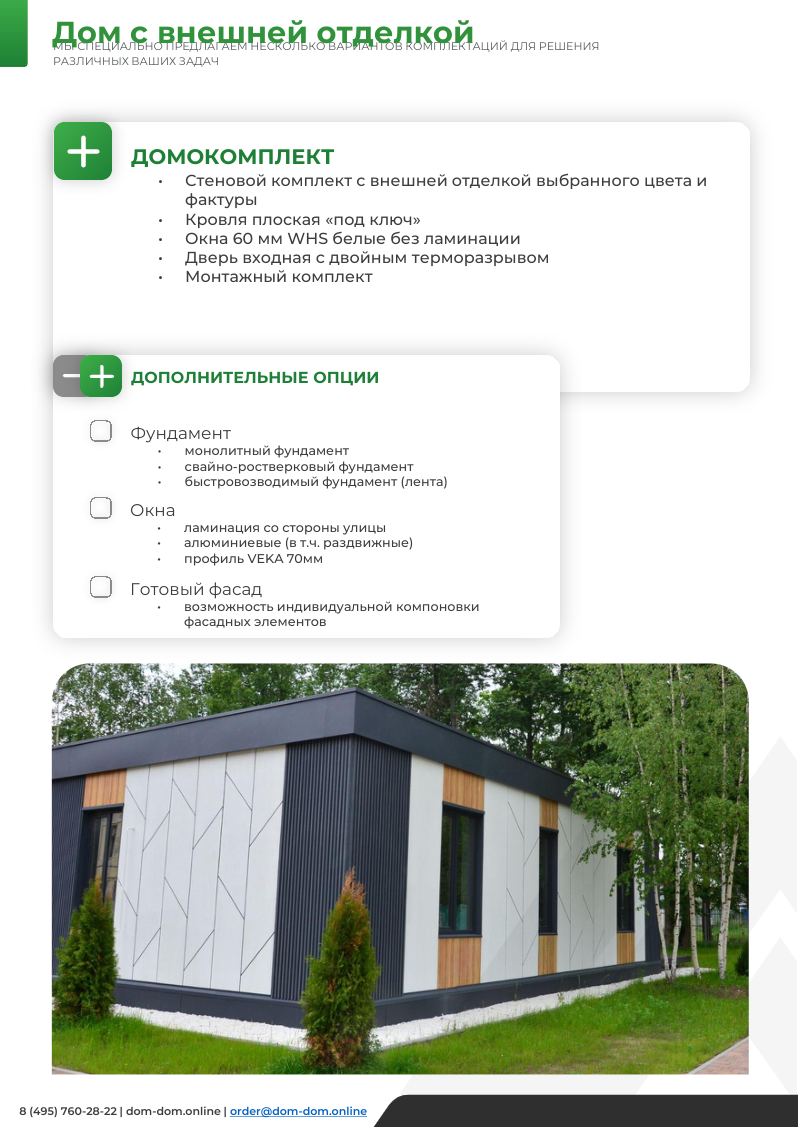 Дом с внешней отделкой
МЫ СПЕЦИАЛЬНО ПРЕДЛАГАЕМ НЕСКОЛЬКО ВАРИАНТОВ КОМПЛЕКТАЦИЙ ДЛЯ РЕШЕНИЯ
РАЗЛИЧНЫХ ВАШИХ ЗАДАЧ
ДОМОКОМПЛЕКТ
• Стеновой комплект с внешней отделкой выбранного цвета и
фактуры
• Кровля плоская «под ключ»
• Окна 60 мм WHS белые без ламинации
• Дверь входная с двойным терморазрывом
• Монтажный комплект
ДОПОЛНИТЕЛЬНЫЕ ОПЦИИ
Фундамент
• монолитный фундамент
• свайно-ростверковый фундамент
• быстровозводимый фундамент (лента)
Окна
• ламинация со стороны улицы
• алюминиевые (в т.ч. раздвижные)
• профиль VEKA 70мм
Готовый фасад
• возможность индивидуальной компоновки
фасадных элементов
8 (495) 760-28-22 | dom-dom.online | order@dom-dom.online